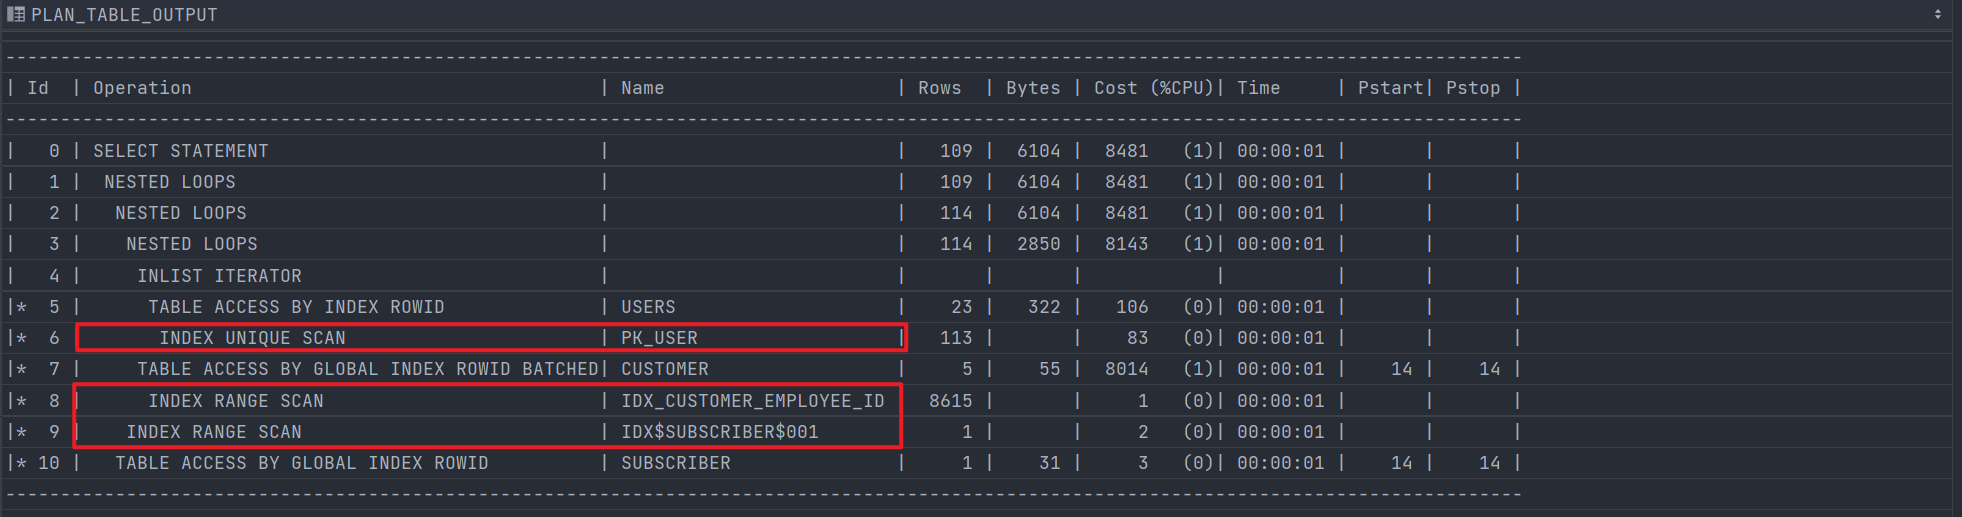 PLAN_TABLE_OUTPUT
--------------------------------------------------------------------------------------------------------------------------------------------
| Id  | Operation                                     | Name                      | Rows  | Bytes | Cost (%CPU)| Time     | Pstart| Pstop |
--------------------------------------------------------------------------------------------------------------------------------------------
|   0 | SELECT STATEMENT                              |                           |   109 |  6104 |  8481   (1)| 00:00:01 |       |       |
|   1 |  NESTED LOOPS                                 |                           |   109 |  6104 |  8481   (1)| 00:00:01 |       |       |
|   2 |   NESTED LOOPS                                |                           |   114 |  6104 |  8481   (1)| 00:00:01 |       |       |
|   3 |    NESTED LOOPS                               |                           |   114 |  2850 |  8143   (1)| 00:00:01 |       |       |
|   4 |     INLIST ITERATOR                           |                           |       |       |            |          |       |       |
|*  5 |      TABLE ACCESS BY INDEX ROWID              | USERS                     |    23 |   322 |   106   (0)| 00:00:01 |       |       |
|*  6 |       INDEX UNIQUE SCAN                       | PK_USER                   |   113 |       |    83   (0)| 00:00:01 |       |       |
|*  7 |     TABLE ACCESS BY GLOBAL INDEX ROWID BATCHED| CUSTOMER                  |     5 |    55 |  8014   (1)| 00:00:01 |    14 |    14 |
|*  8 |      INDEX RANGE SCAN                         | IDX_CUSTOMER_EMPLOYEE_ID  |  8615 |       |     1   (0)| 00:00:01 |       |       |
|*  9 |    INDEX RANGE SCAN                           | IDX$SUBSCRIBER$001        |     1 |       |     2   (0)| 00:00:01 |       |       |
|* 10 |   TABLE ACCESS BY GLOBAL INDEX ROWID          | SUBSCRIBER                |     1 |    31 |     3   (0)| 00:00:01 |    14 |    14 |
--------------------------------------------------------------------------------------------------------------------------------------------